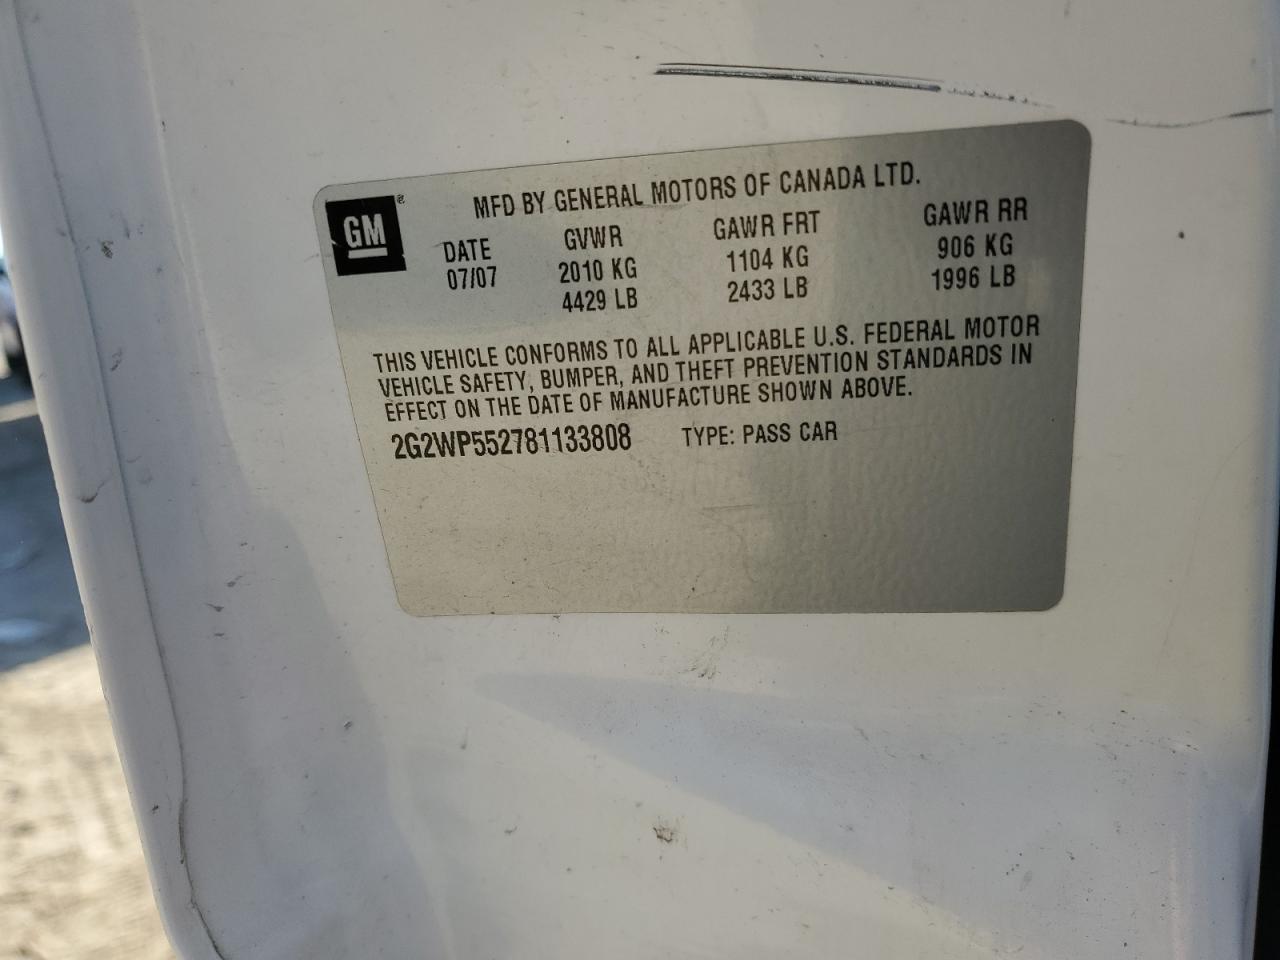 GM®
MFD BY GENERAL MOTORS OF CANADA LTD.
DATE GVWR GAWR FRT GAWR RR
07/07 2010 KG 1104 KG 906 KG
4429 LB 2433 LB 1996 LB
THIS VEHICLE CONFORMS TO ALL APPLICABLE U.S. FEDERAL MOTOR
VEHICLE SAFETY, BUMPER, AND THEFT PREVENTION STANDARDS IN
EFFECT ON THE DATE OF MANUFACTURE SHOWN ABOVE.
2G2WP552781133808 TYPE: PASS CAR